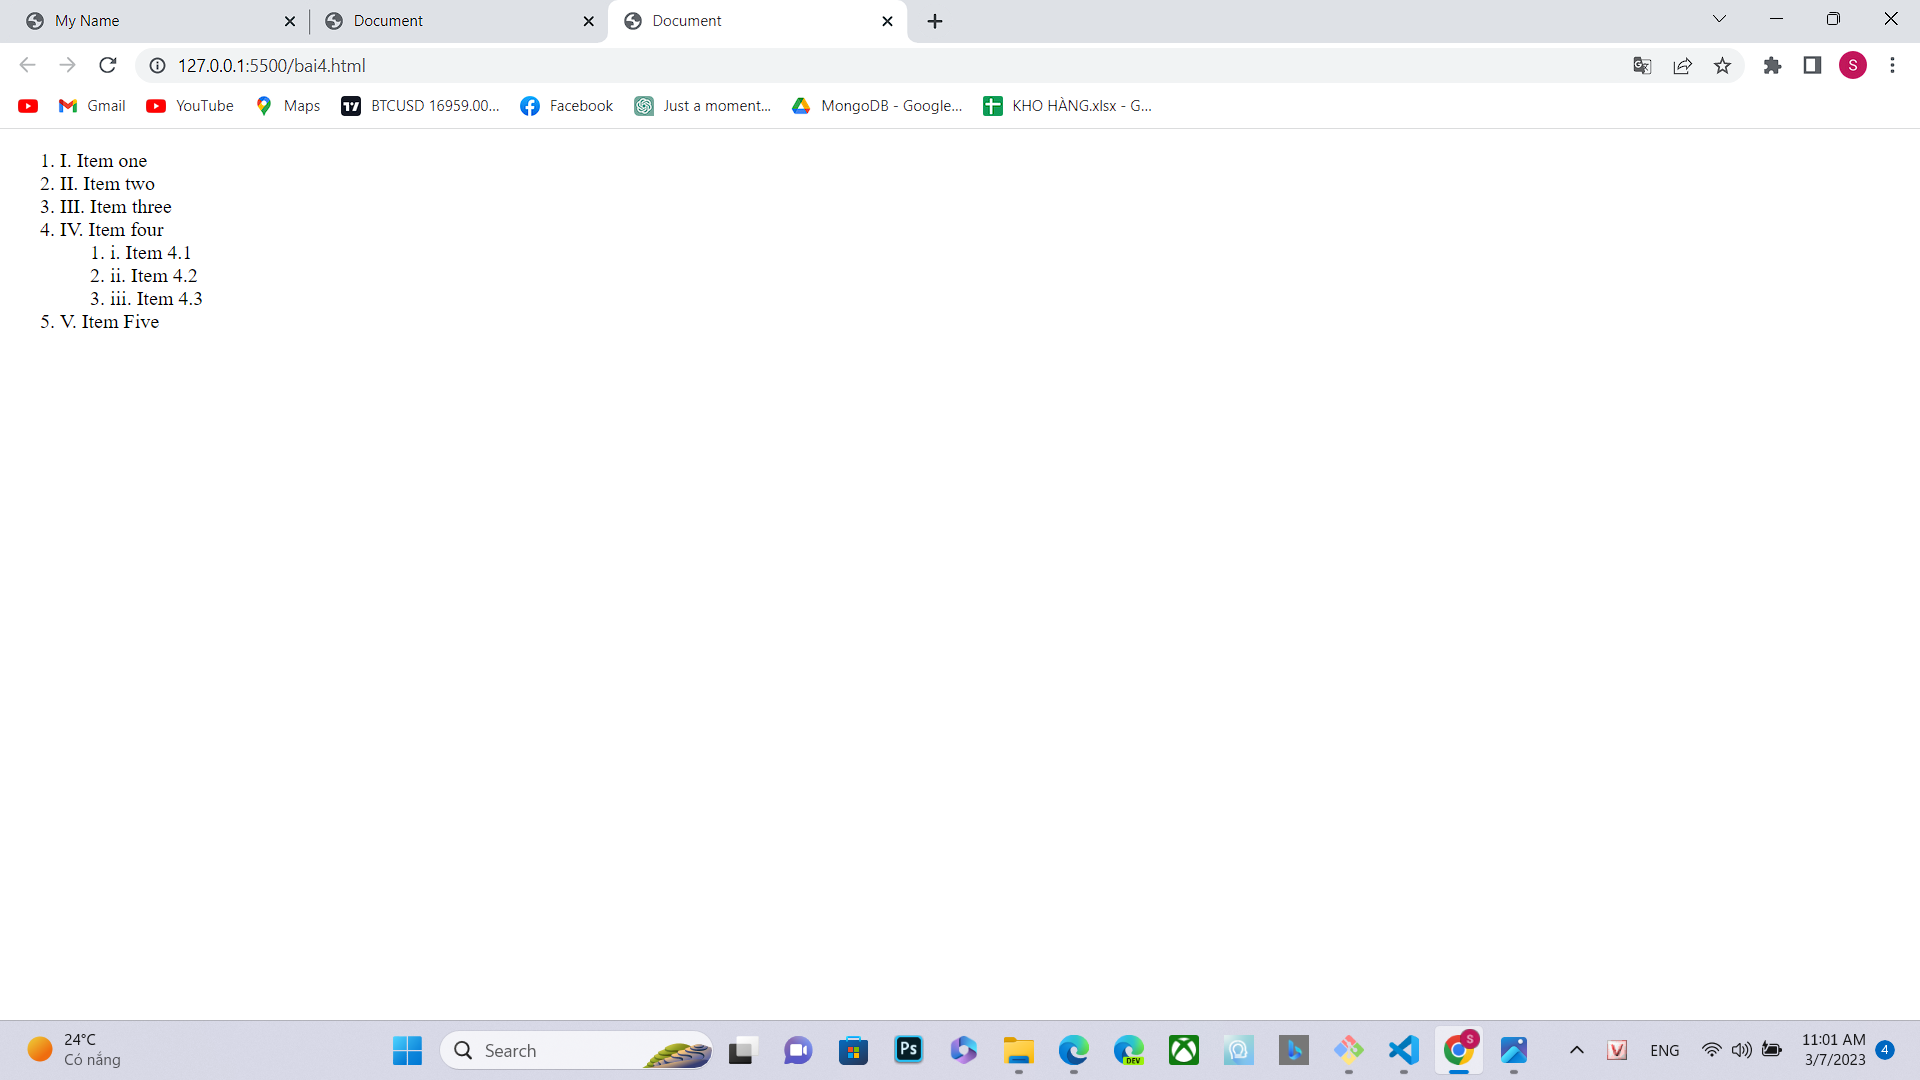 My Name
Document
Document
127.0.0.1:5500/bai4.html
S
Gmail
YouTube
Maps
BTCUSD 16959.00...
Facebook
Just a moment...
MongoDB - Google...
KHO HÀNG.xlsx - G...
1. I. Item one
2. II. Item two
3. III. Item three
4. IV. Item four
1. i. Item 4.1
2. ii. Item 4.2
3. iii. Item 4.3
5. V. Item Five
24°C
Có nắng
Search
Ps
DEV
S
V
ENG
11:01 AM
3/7/2023
4